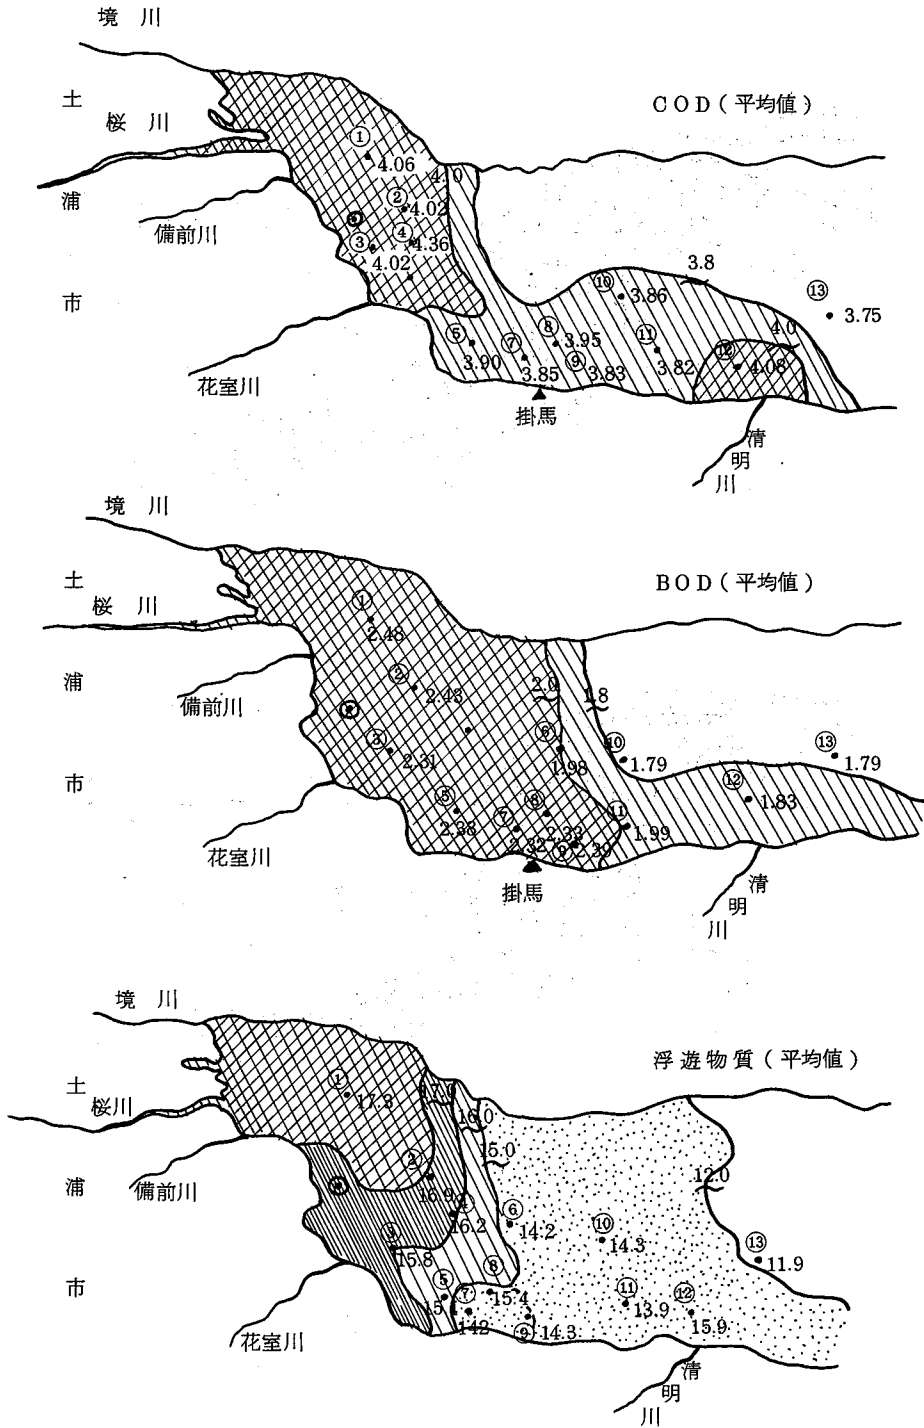 境川
土
桜川
COD(平均値)
①
4.06
4.0
浦
②
4.02
備前川
③
④
4.36
4.02
3.8
⑩
3.86
⑬
3.75
市
⑥
3.90
⑦
3.85
⑧
3.95
⑨
3.83
⑪
3.82
4.0
⑫
4.08
花室川
掛馬
清明川
境川
土
桜川
BOD(平均値)
①
2.48
浦
②
2.43
2.0
1.8
備前川
③
2.31
⑥
1.98
⑩
1.79
⑬
1.79
市
⑤
2.38
⑦
2.32
⑧
2.33
⑨
2.39
⑪
1.99
⑫
1.83
花室川
掛馬
清明川
境川
土
桜川
浮遊物質(平均値)
①
17.3
17.0
16.0
15.0
浦
②
16.9
④
16.2
備前川
12.0
③
15.8
⑥
14.2
⑩
14.3
⑬
11.9
市
⑤
⑦
142
⑧
15.4
⑨
14.3
⑪
13.9
⑫
15.9
花室川
清明川